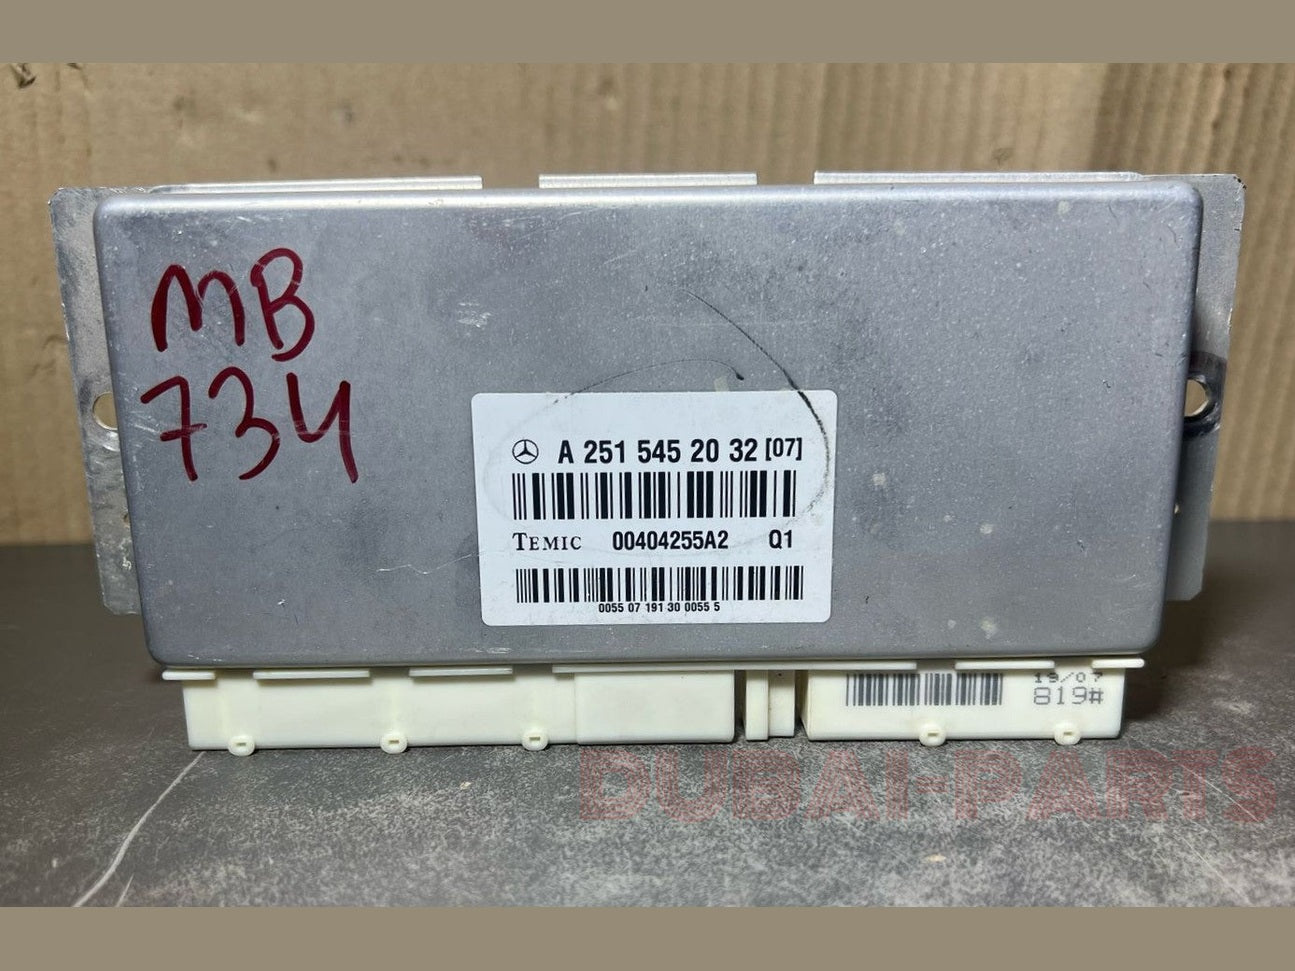 MB
734
A 251 545 20 32 [07]
TEMIC 00404255A2 Q1
0055 07 191 30 0055 5
19/07
819#
DUBAI-PARTS